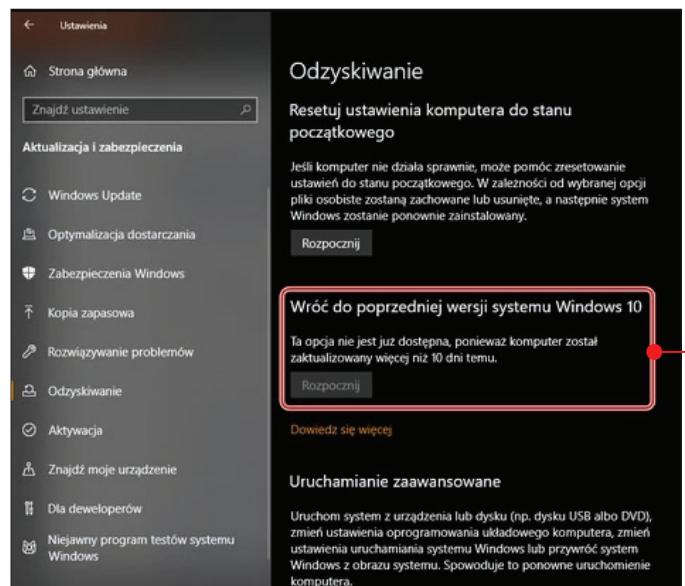 Ustawienia
Strona główna
Znajdź ustawienie
Aktualizacja i zabezpieczenia
Windows Update
Optymalizacja dostarczania
Zabezpieczenia Windows
Kopia zapasowa
Rozwiązywanie problemów
Odzyskiwanie
Aktywacja
Znajdź moje urządzenie
Dla deweloperów
Niejawny program testów systemu
Windows
Odzyskiwanie
Resetuj ustawienia komputera do stanu
początkowego
Jeśli komputer nie działa sprawnie, może pomóc zresetowanie
ustawień do stanu początkowego. W zależności od wybranej opcji
pliki osobiste zostaną zachowane lub usunięte, a następnie system
Windows zostanie ponownie zainstalowany.
Rozpocznij
Wróć do poprzedniej wersji systemu Windows 10
Ta opcja nie jest już dostępna, ponieważ komputer został
zaktualizowany więcej niż 10 dni temu.
Rozpocznij
Dowiedz się więcej
Uruchamianie zaawansowane
Uruchom system z urządzenia lub dysku (np. dysku USB albo DVD),
zmień ustawienia oprogramowania układowego komputera, zmień
ustawienia uruchamiania systemu Windows lub przywróć system
Windows z obrazu systemu. Spowoduje to ponowne uruchomienie
komputera.